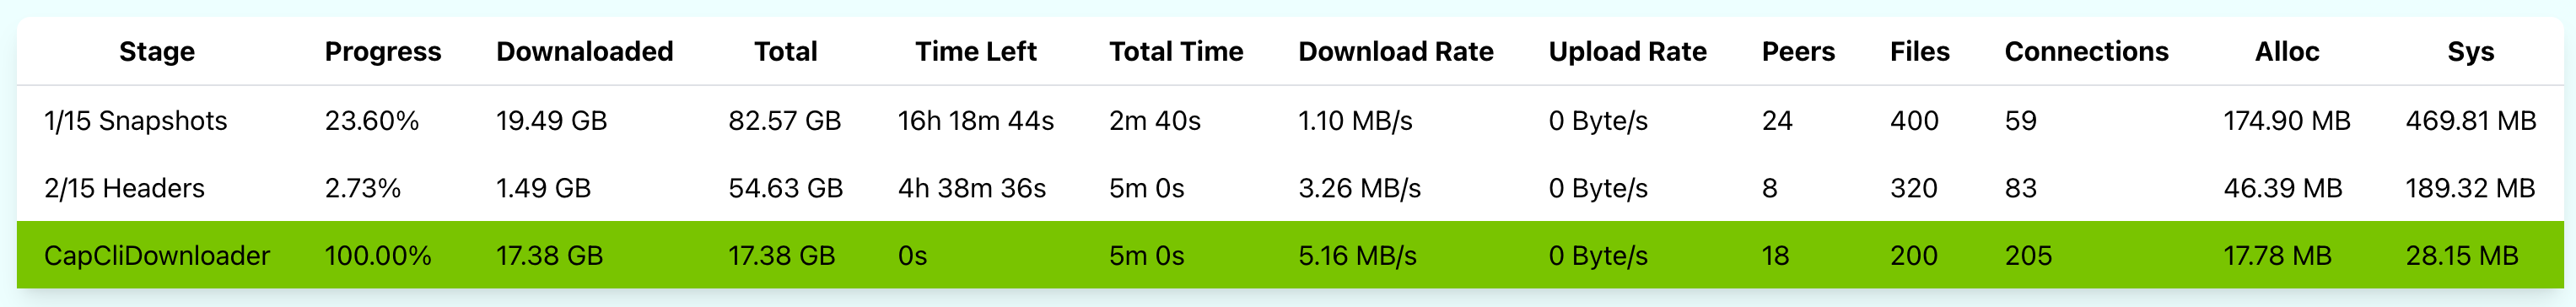 Stage Progress Downaloaded Total Time Left Total Time Download Rate Upload Rate Peers Files Connections Alloc Sys
1/15 Snapshots 23.60% 19.49 GB 82.57 GB 16h 18m 44s 2m 40s 1.10 MB/s 0 Byte/s 24 400 59 174.90 MB 469.81 MB
2/15 Headers 2.73% 1.49 GB 54.63 GB 4h 38m 36s 5m 0s 3.26 MB/s 0 Byte/s 8 320 83 46.39 MB 189.32 MB
CapCliDownloader 100.00% 17.38 GB 17.38 GB 0s 5m 0s 5.16 MB/s 0 Byte/s 18 200 205 17.78 MB 28.15 MB